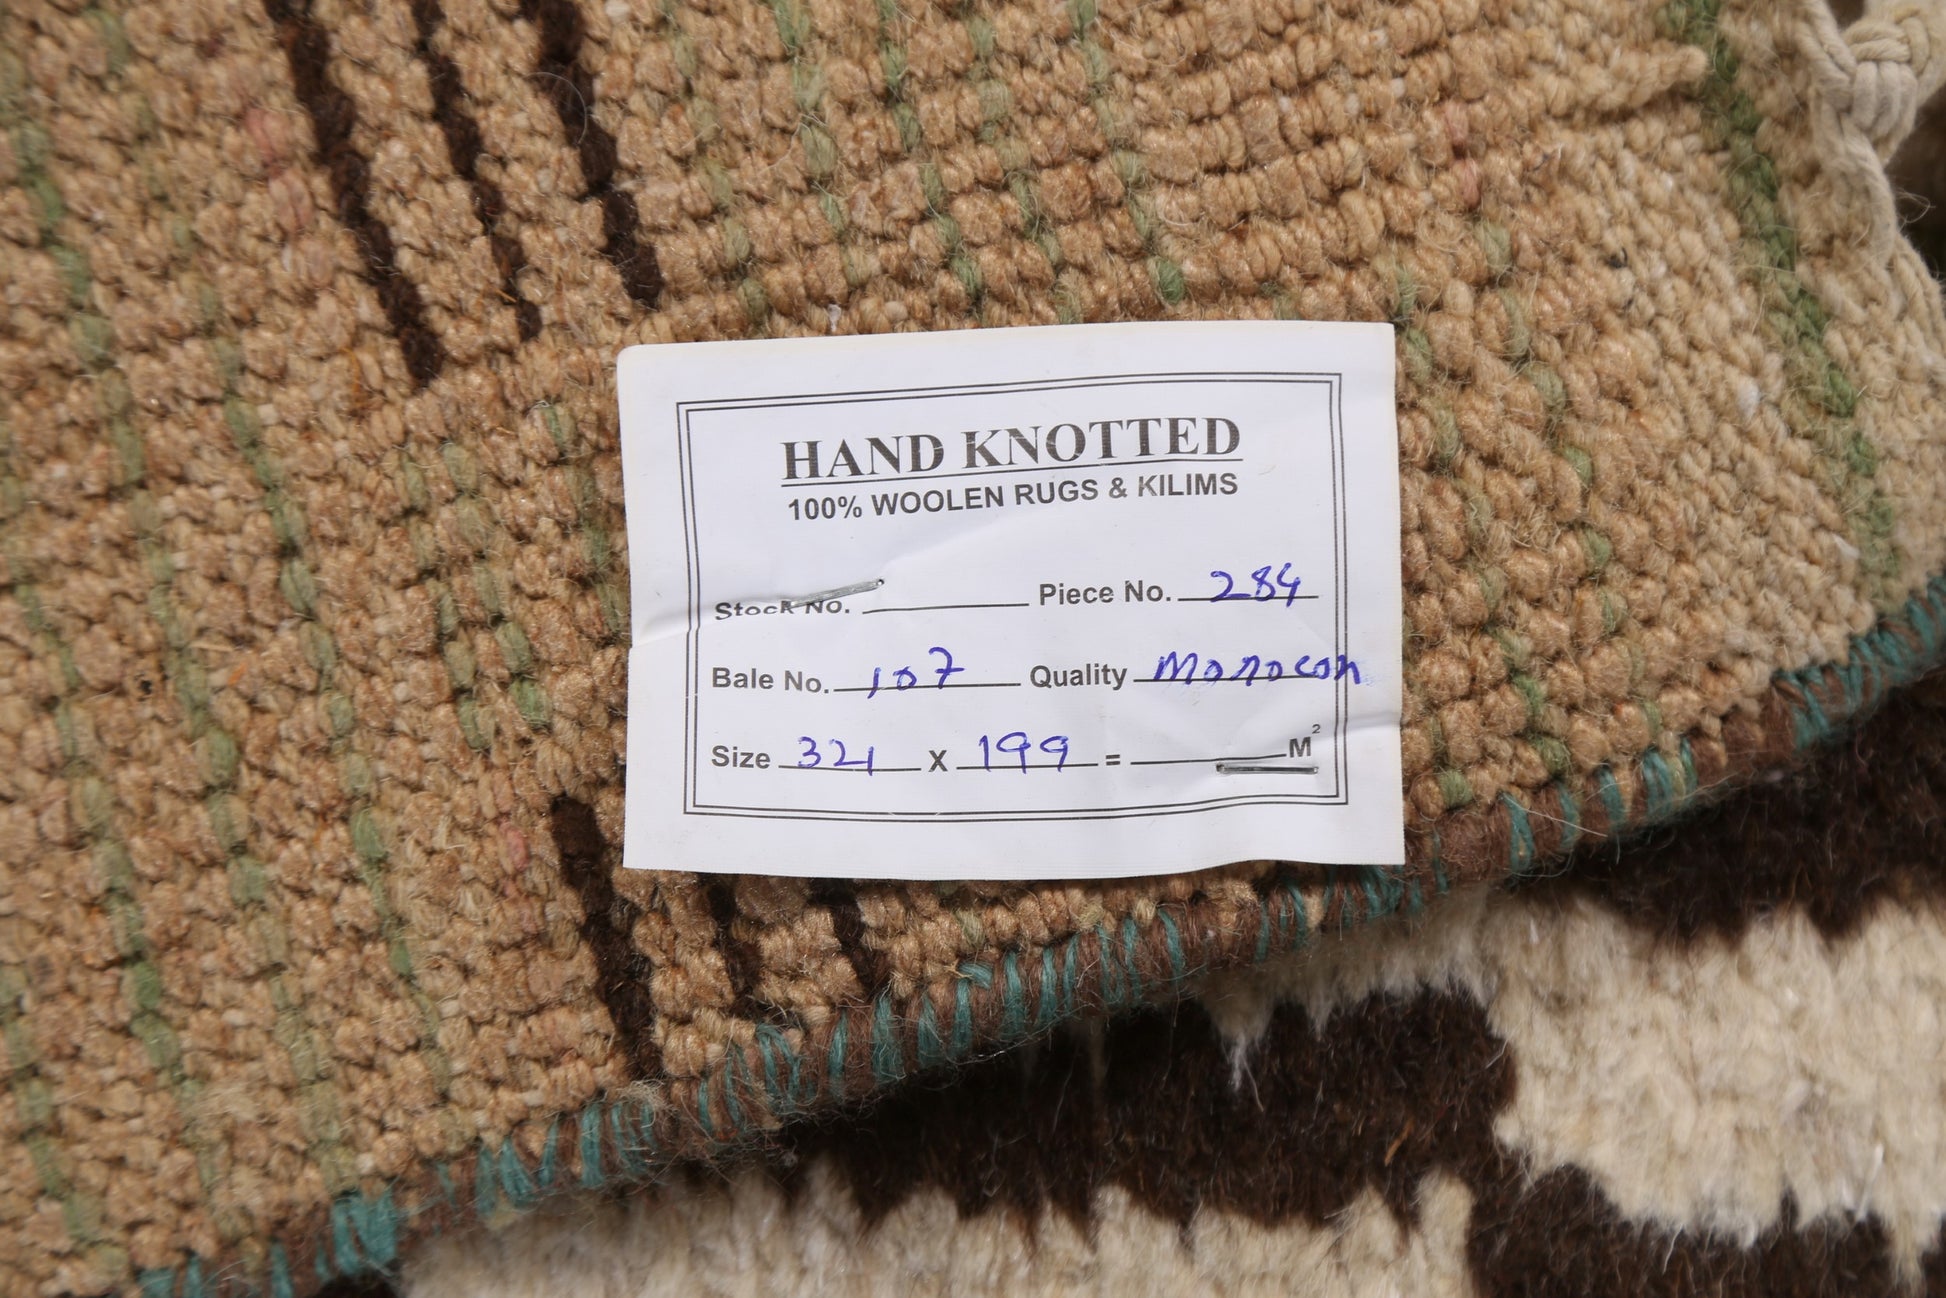 HAND KNOTTED
100% WOOLEN RUGS & KILIMS
Stock No. Piece No. 284
Bale No. 107 Quality Morocon
Size 321 X 199 = M²